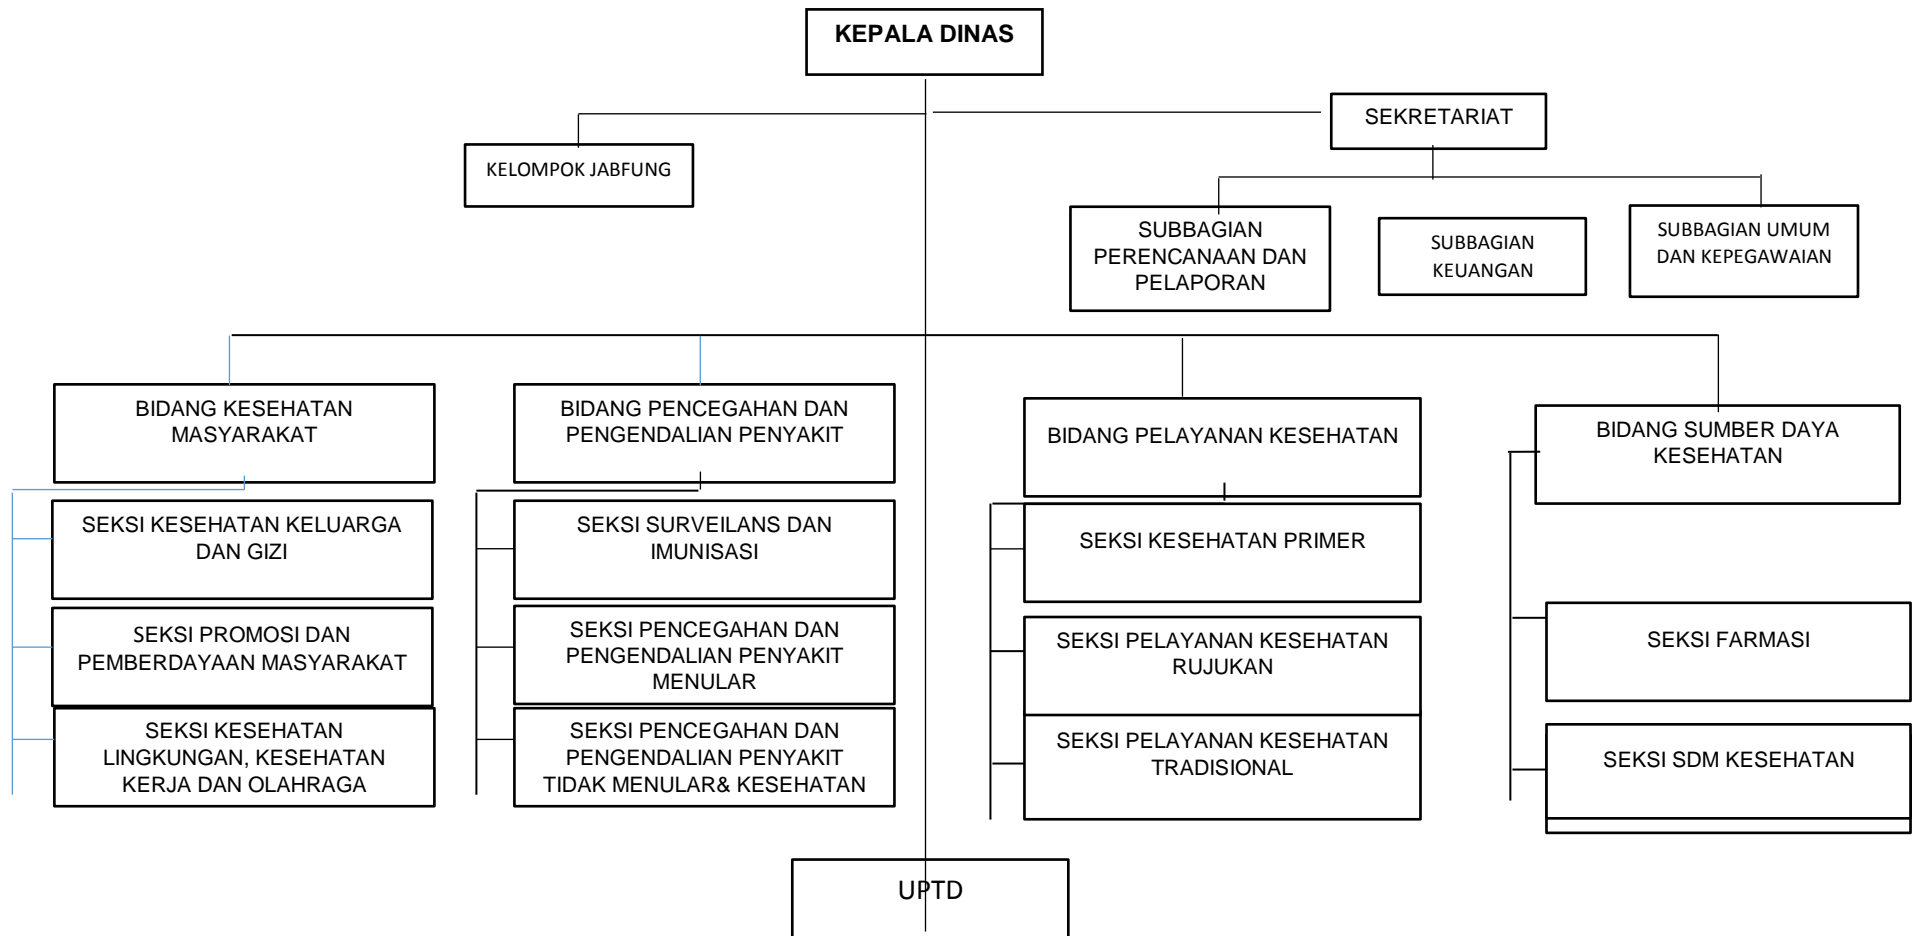 KEPALA DINAS
SEKRETARIAT
KELOMPOK JABFUNG
SUBBAGIAN
PERENCANAAN DAN
PELAPORAN
SUBBAGIAN
KEUANGAN
SUBBAGIAN UMUM
DAN KEPEGAWAIAN
BIDANG KESEHATAN
MASYARAKAT
BIDANG PENCEGAHAN DAN
PENGENDALIAN PENYAKIT
BIDANG PELAYANAN KESEHATAN
BIDANG SUMBER DAYA
KESEHATAN
SEKSI KESEHATAN KELUARGA
DAN GIZI
SEKSI SURVEILANS DAN
IMUNISASI
SEKSI KESEHATAN PRIMER
SEKSI PROMOSI DAN
PEMBERDAYAAN MASYARAKAT
SEKSI PENCEGAHAN DAN
PENGENDALIAN PENYAKIT
MENULAR
SEKSI PELAYANAN KESEHATAN
RUJUKAN
SEKSI FARMASI
SEKSI KESEHATAN
LINGKUNGAN, KESEHATAN
KERJA DAN OLAHRAGA
SEKSI PENCEGAHAN DAN
PENGENDALIAN PENYAKIT
TIDAK MENULAR& KESEHATAN
SEKSI PELAYANAN KESEHATAN
TRADISIONAL
SEKSI SDM KESEHATAN
UPTD